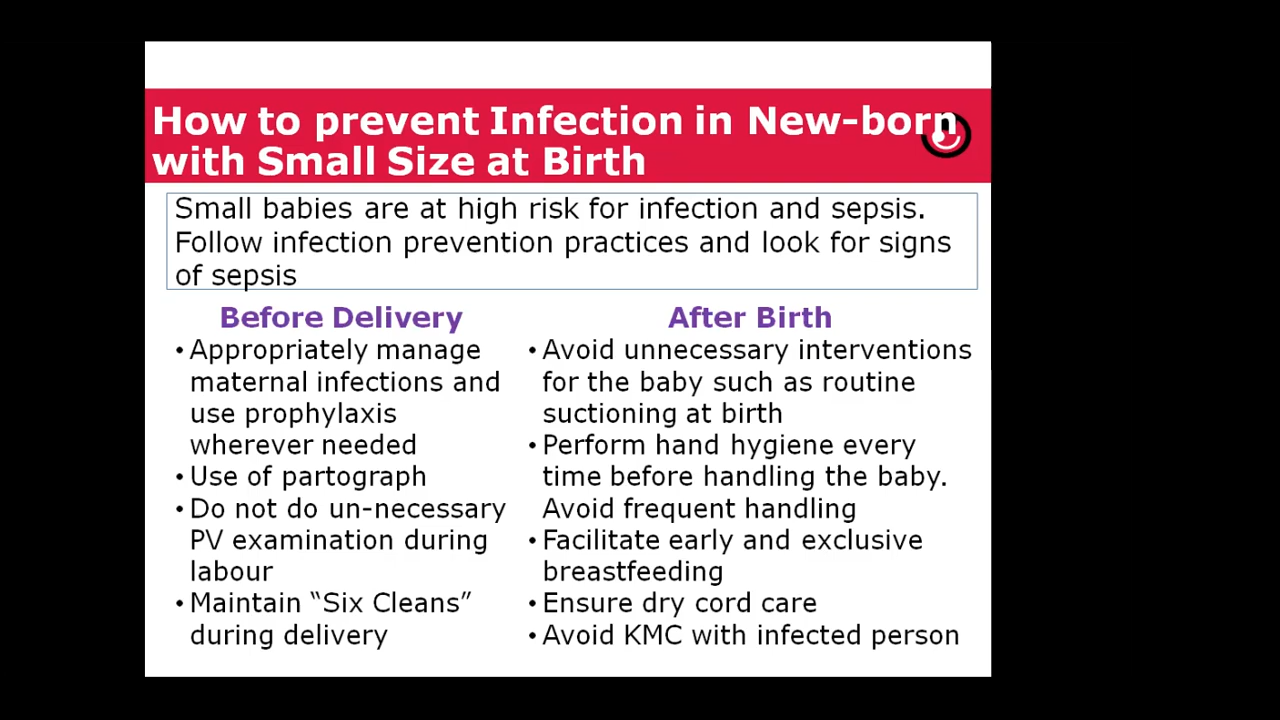 How to prevent Infection in New-born
with Small Size at Birth
Small babies are at high risk for infection and sepsis.
Follow infection prevention practices and look for signs
of sepsis
Before Delivery
•Appropriately manage
maternal infections and
use prophylaxis
wherever needed
•Use of partograph
•Do not do un-necessary
PV examination during
labour
•Maintain “Six Cleans”
during delivery
After Birth
•Avoid unnecessary interventions
for the baby such as routine
suctioning at birth
•Perform hand hygiene every
time before handling the baby.
Avoid frequent handling
•Facilitate early and exclusive
breastfeeding
•Ensure dry cord care
•Avoid KMC with infected person